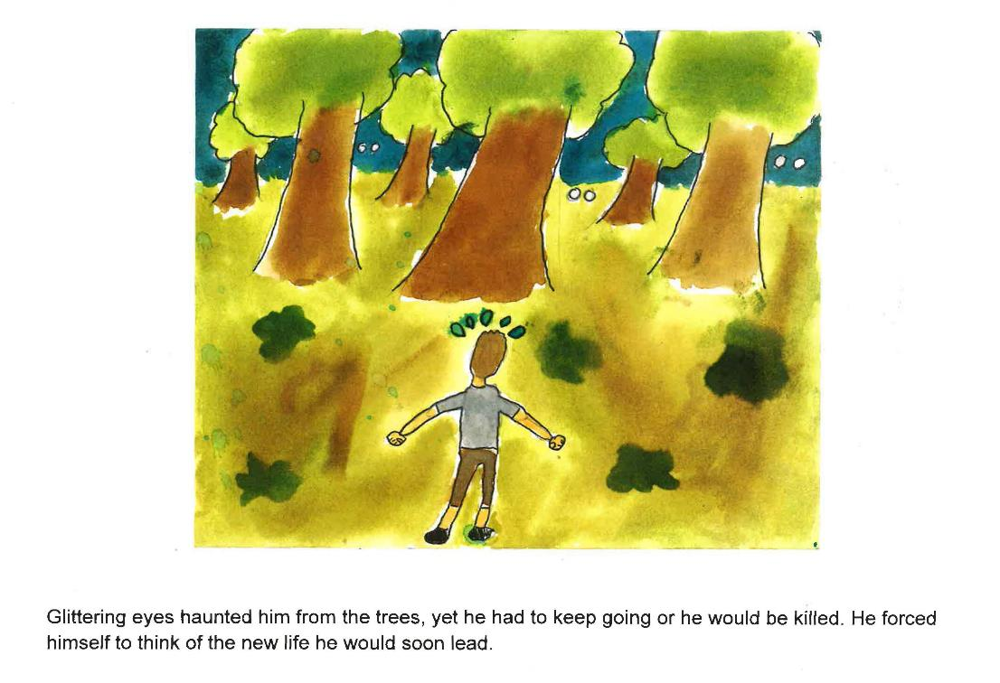 Glittering eyes haunted him from the trees, yet he had to keep going or he would be killed. He forced
himself to think of the new life he would soon lead.